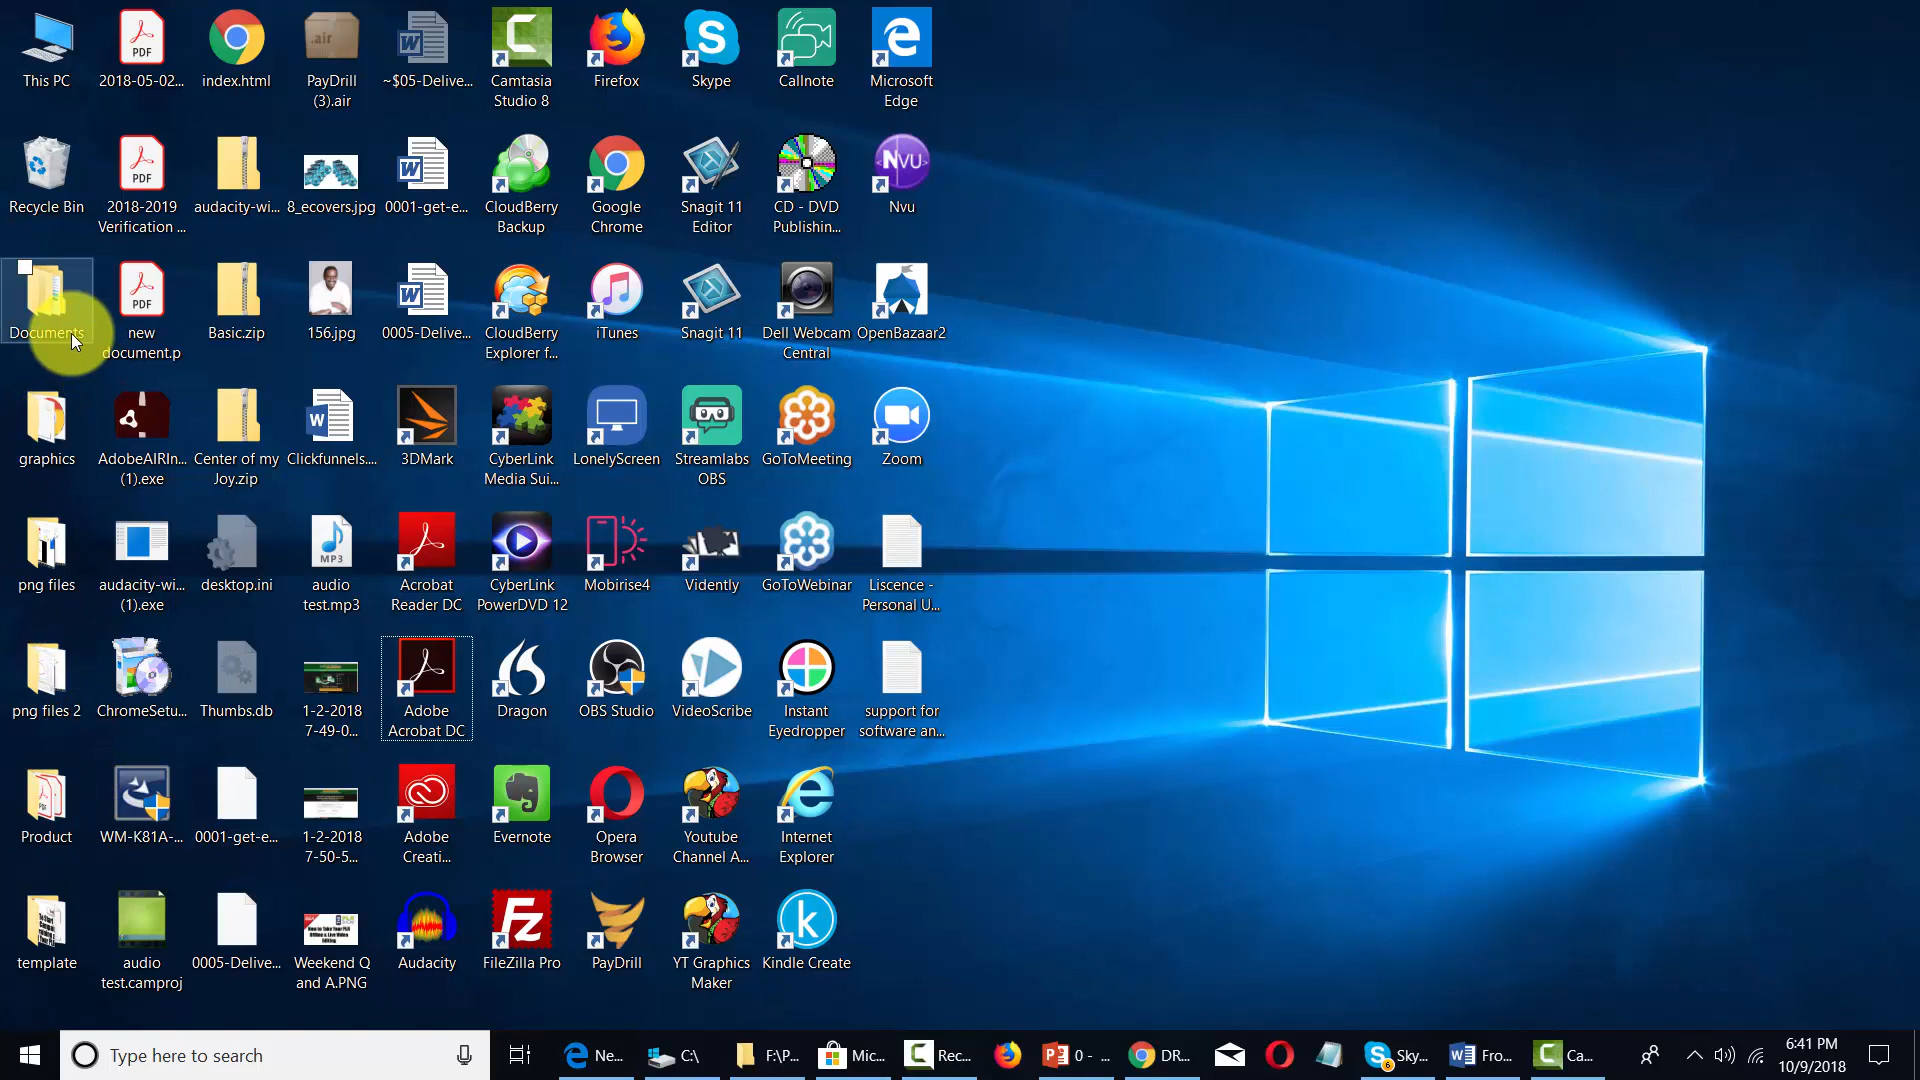 This PC
2018-05-02...
index.html
PayDrill
(3).air
~$05-Delive...
Camtasia
Studio 8
Firefox
Skype
Callnote
Microsoft
Edge
Recycle Bin
2018-2019
Verification ...
audacity-wi...
8_ecovers.jpg
0001-get-e...
CloudBerry
Backup
Google
Chrome
Snagit 11
Editor
CD - DVD
Publishin...
Nvu
Documents
new
document.p
Basic.zip
156.jpg
0005-Delive...
CloudBerry
Explorer f...
iTunes
Snagit 11
Dell Webcam
Central
OpenBazaar2
graphics
AdobeAIRIn...
(1).exe
Center of my
Joy.zip
Clickfunnels....
3DMark
CyberLink
Media Sui...
LonelyScreen
Streamlabs
OBS
GoToMeeting
Zoom
png files
audacity-wi...
(1).exe
desktop.ini
audio
test.mp3
Acrobat
Reader DC
CyberLink
PowerDVD 12
Mobirise4
Vidently
GoToWebinar
Liscence -
Personal U...
png files 2
ChromeSetu...
Thumbs.db
1-2-2018
7-49-0...
Adobe
Acrobat DC
Dragon
OBS Studio
VideoScribe
Instant
Eyedropper
support for
software an...
Product
WM-K81A-...
0001-get-e...
1-2-2018
7-50-5...
Adobe
Creati...
Evernote
Opera
Browser
Youtube
Channel A...
Internet
Explorer
template
audio
test.camproj
0005-Delive...
Weekend Q
and A.PNG
Audacity
FileZilla Pro
PayDrill
YT Graphics
Maker
Kindle Create
Type here to search
Ne...
C:\
F:\P...
Mic...
Rec...
0 - ...
DR...
Sky...
Fro...
Ca...
6:41 PM
10/9/2018